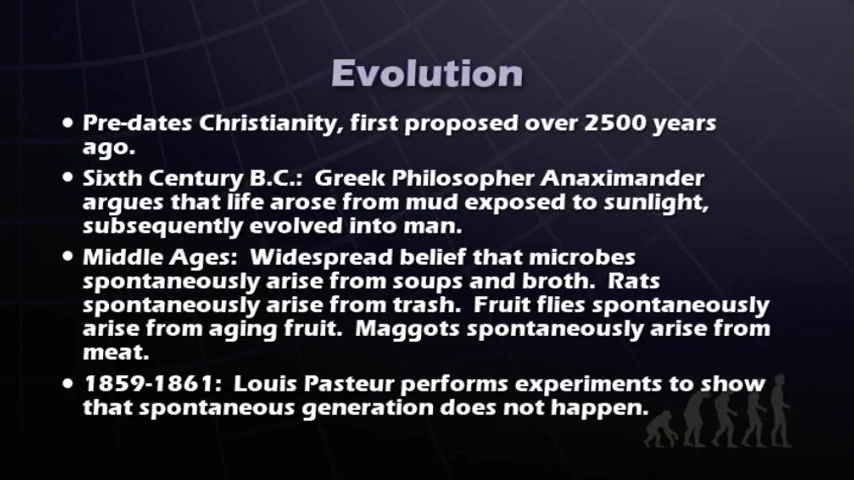 Evolution
• Pre-dates Christianity, first proposed over 2500 years
ago.
• Sixth Century B.C.: Greek Philosopher Anaximander
argues that life arose from mud exposed to sunlight,
subsequently evolved into man.
• Middle Ages: Widespread belief that microbes
spontaneously arise from soups and broth. Rats
spontaneously arise from trash. Fruit flies spontaneously
arise from aging fruit. Maggots spontaneously arise from
meat.
• 1859-1861: Louis Pasteur performs experiments to show
that spontaneous generation does not happen.